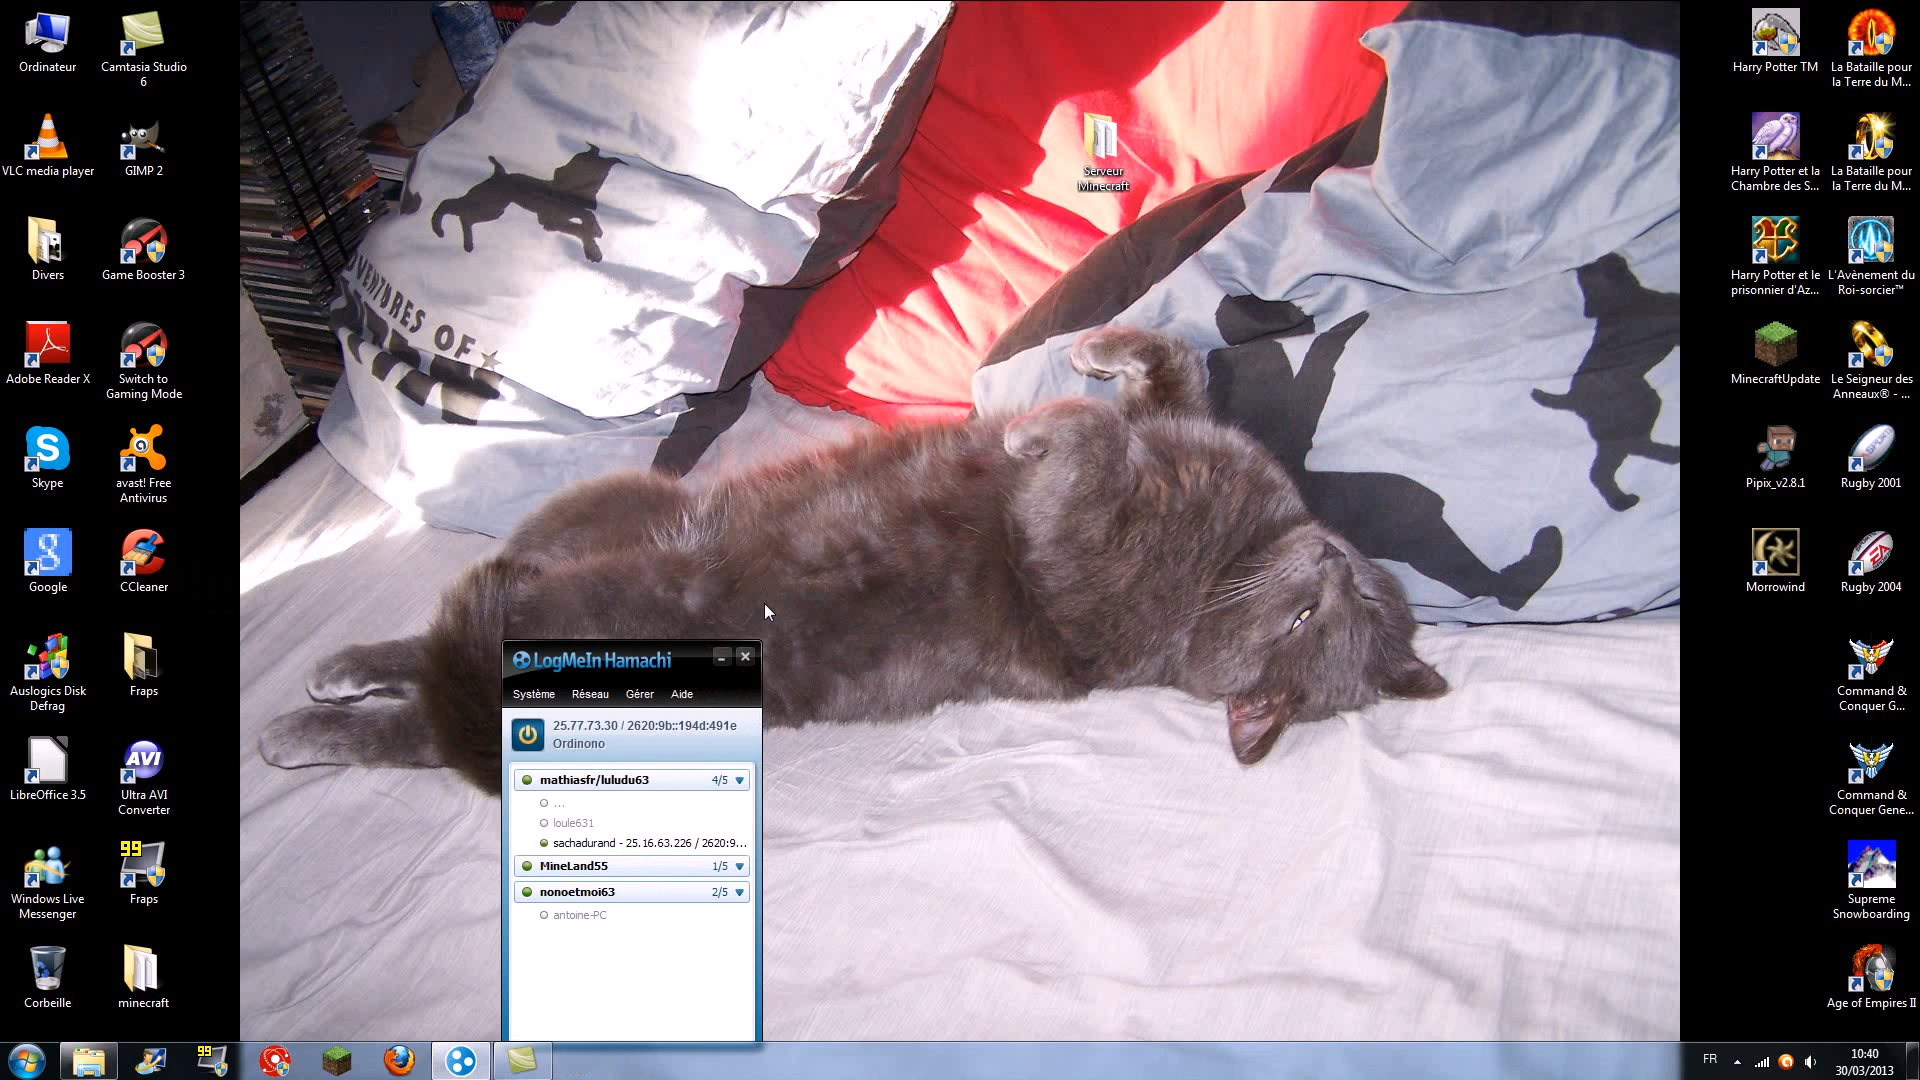 Ordinateur
Camtasia Studio
6
VLC media player
GIMP 2
Divers
Game Booster 3
Adobe Reader X
Switch to
Gaming Mode
Skype
avast! Free
Antivirus
Google
CCleaner
Auslogics Disk
Defrag
Fraps
LibreOffice 3.5
AVI
Ultra AVI
Converter
Windows Live
Messenger
99
Fraps
Corbeille
minecraft
FICH
VENTURES OF
Serveur
Minecraft
LogMeIn Hamachi
Système
Réseau
Gérer
Aide
25.77.73.30 / 2620:9b::194d:491e
Ordinono
mathiasfr/luludu63 4/5
...
loule631
sachadurand - 25.16.63.226 / 2620:9...
MineLand55 1/5
nonoetmoi63 2/5
antoine-PC
Harry Potter TM
La Bataille pour
la Terre du M...
Harry Potter et la
Chambre des S...
La Bataille pour
la Terre du M...
Harry Potter et le
prisonnier d'Az...
L'Avènement du
Roi-sorcier™
MinecraftUpdate
Le Seigneur des
Anneaux® - ...
Pipix_v2.8.1
Rugby 2001
Morrowind
Rugby 2004
Command &
Conquer G...
Command &
Conquer Gene...
Supreme
Snowboarding
Age of Empires II
99
FR
10:40
30/03/2013